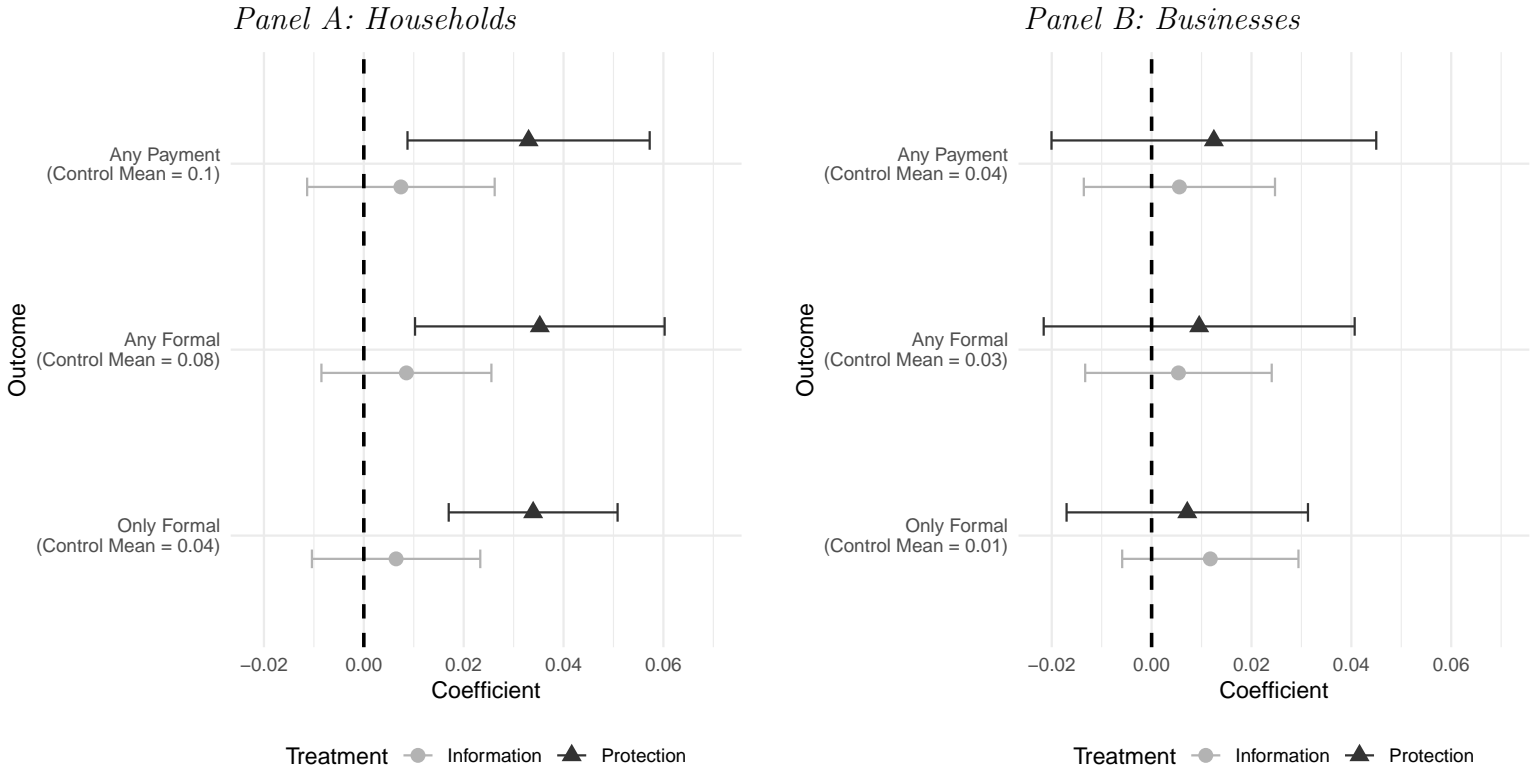 Panel A: Households
Outcome
Any Payment
(Control Mean = 0.1)
Any Formal
(Control Mean = 0.08)
Only Formal
(Control Mean = 0.04)
−0.02 0.00 0.02 0.04 0.06
Coefficient
Treatment Information Protection
Panel B: Businesses
Outcome
Any Payment
(Control Mean = 0.04)
Any Formal
(Control Mean = 0.03)
Only Formal
(Control Mean = 0.01)
−0.02 0.00 0.02 0.04 0.06
Coefficient
Treatment Information Protection